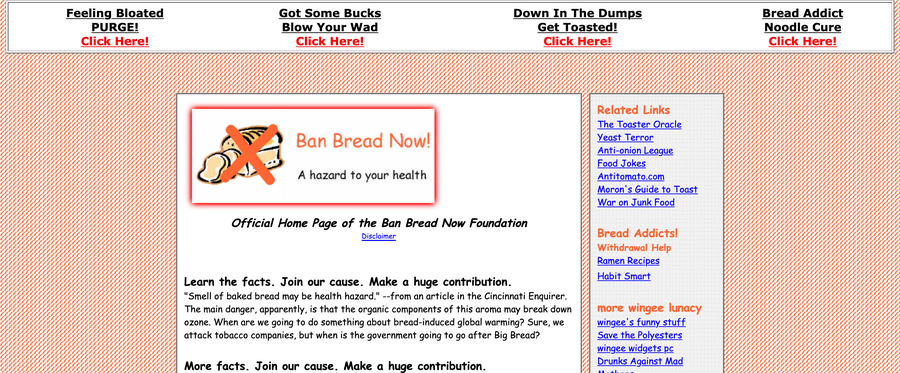 Feeling Bloated
PURGE!
Click Here!
Got Some Bucks
Blow Your Wad
Click Here!
Down In The Dumps
Get Toasted!
Click Here!
Bread Addict
Noodle Cure
Click Here!
Ban Bread Now!
A hazard to your health
Official Home Page of the Ban Bread Now Foundation
Disclaimer
Learn the facts. Join our cause. Make a huge contribution.
"Smell of baked bread may be health hazard." --from an article in the Cincinnati Enquirer.
The main danger, apparently, is that the organic components of this aroma may break down
ozone. When are we going to do something about bread-induced global warming? Sure, we
attack tobacco companies, but when is the government going to go after Big Bread?
More facts. Join our cause. Make a huge contribution.
Related Links
The Toaster Oracle
Yeast Terror
Anti-onion League
Food Jokes
Antitomato.com
Moron's Guide to Toast
War on Junk Food
Bread Addicts!
Withdrawal Help
Ramen Recipes
Habit Smart
more wingee lunacy
wingee's funny stuff
Save the Polyesters
wingee widgets pc
Drunks Against Mad
Mothers